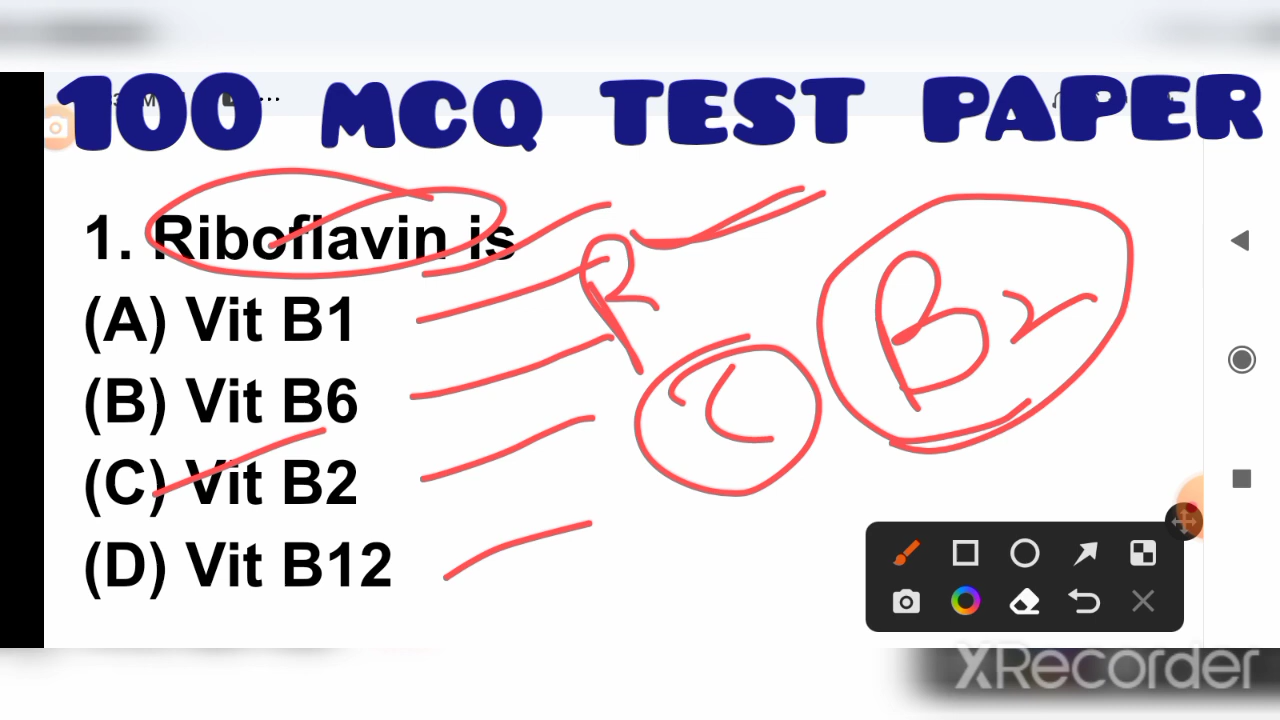 100 MCQ TEST PAPER
1. Riboflavin is
(A) Vit B1
(B) Vit B6
(C) Vit B2
(D) Vit B12
R
C
B2
XRecorder